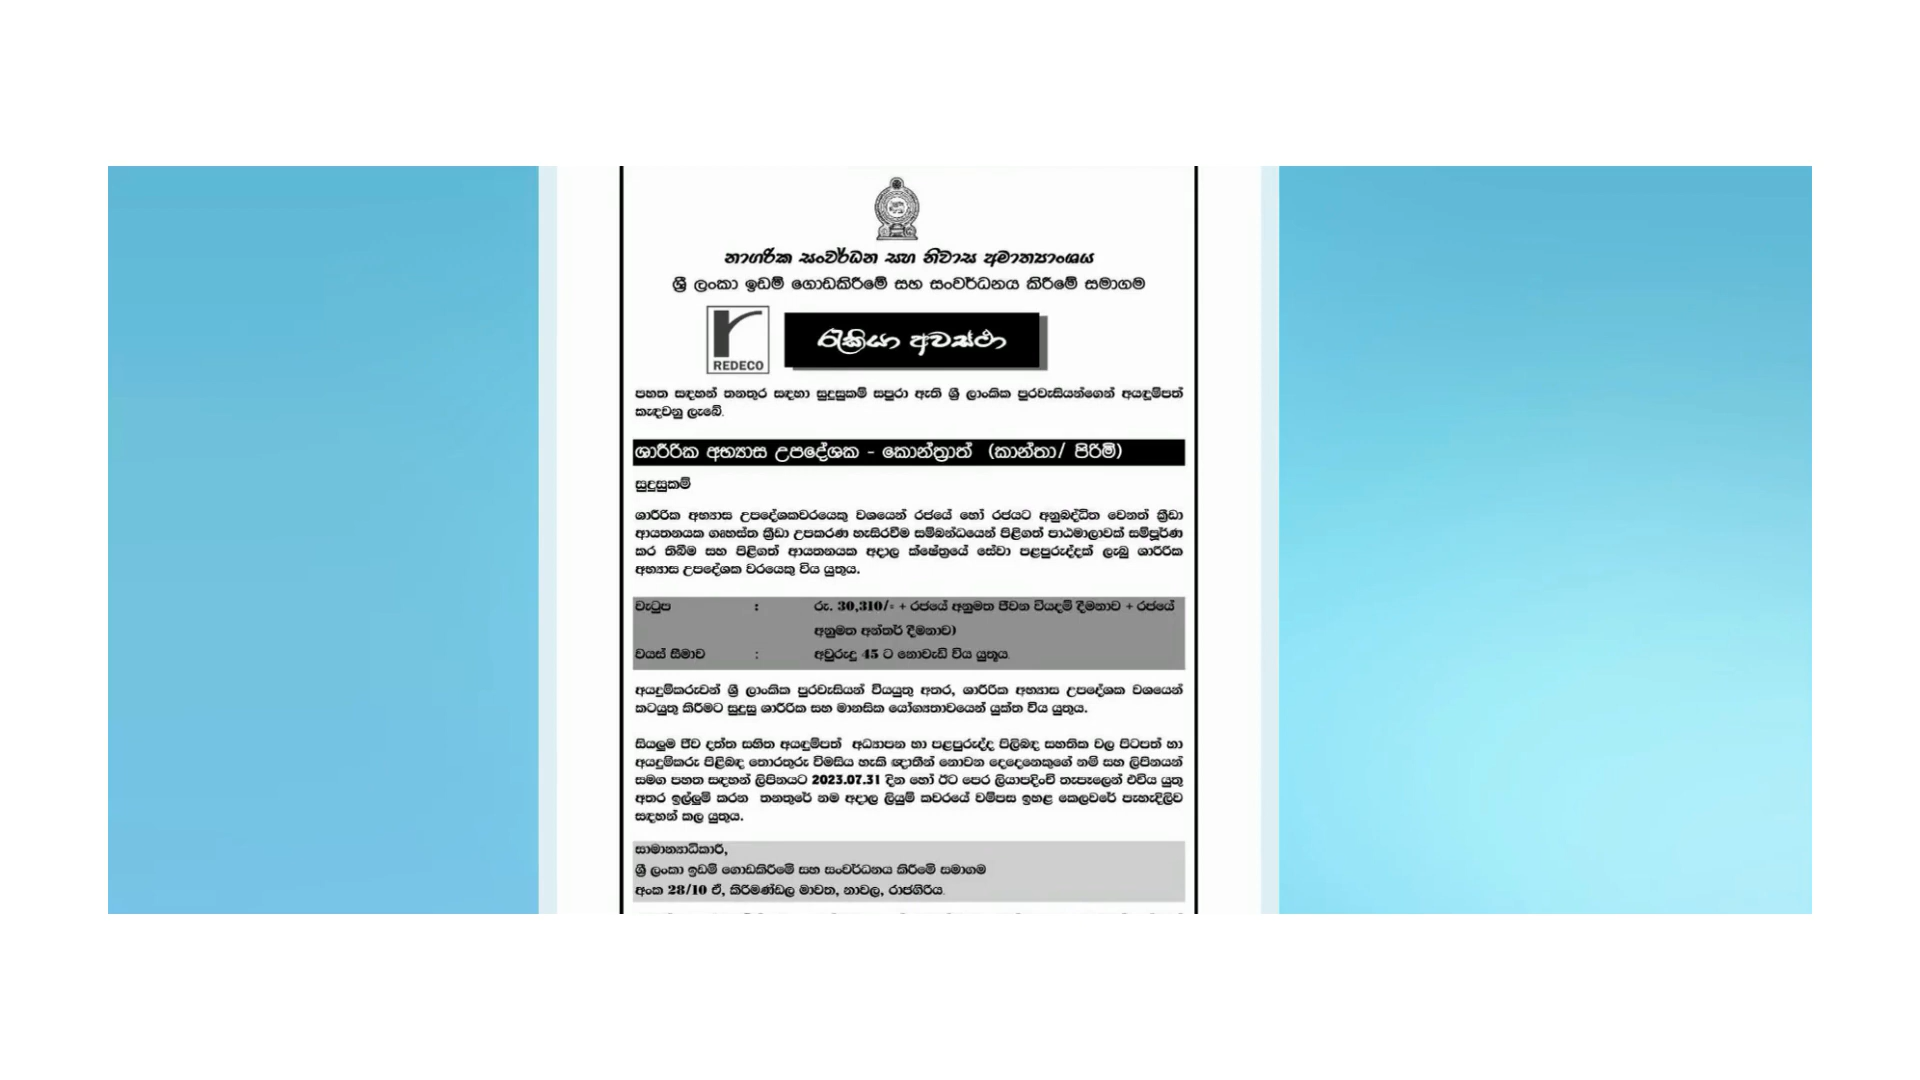 නාගරික සංවර්ධන සහ නිවාස අමාත්‍යාංශය
ශ්‍රී ලංකා ඉඩම් ගොඩකිරීමේ සහ සංවර්ධනය කිරීමේ සමාගම
REDECO
රැකියා අවස්ථා
පහත සඳහන් තනතුර සඳහා සුදුසුකම් සපුරා ඇති ශ්‍රී ලාංකික පුරවැසියන්ගෙන් අයඳුම්පත්
කැඳවනු ලැබේ.
ශාරීරික අභ්‍යාස උපදේශක - කොන්ත්‍රාත් (කාන්තා/ පිරිමි)
සුදුසුකම්
ශාරීරික අභ්‍යාස උපදේශකවරයෙකු වශයෙන් රජයේ හෝ රජයට අනුබද්ධිත වෙනත් ක්‍රීඩා
ආයතනයක ගෘහස්ත ක්‍රීඩා උපකරණ හැසිරවීම සම්බන්ධයෙන් පිළිගත් පාඨමාලාවක් සම්පූර්ණ
කර තිබීම සහ පිළිගත් ආයතනයක අදාල ක්ෂේත්‍රයේ සේවා පළපුරුද්දක් ලැබු ශාරීරික
අභ්‍යාස උපදේශක වරයෙකු විය යුතුය.
වැටුප : රු. 30,310/- + රජයේ අනුමත ජීවන වියදම් දීමනාව + රජයේ
අනුමත අන්තර් දීමනාව)
වයස් සීමාව : අවුරුදු 45 ට නොවැඩි විය යුතුය.
අයදුම්කරුවන් ශ්‍රී ලාංකික පුරවැසියන් වියයුතු අතර, ශාරීරික අභ්‍යාස උපදේශක වශයෙන්
කටයුතු කිරීමට සුදුසු ශාරීරික සහ මානසික යෝග්‍යතාවයෙන් යුක්ත විය යුතුය.
සියලුම ජීව දත්ත සහිත අයඳුම්පත් අධ්‍යාපන හා පළපුරුද්ද පිලිබඳ සහතික වල පිටපත් හා
අයදුම්කරු පිළිබඳ තොරතුරු විමසිය හැකි ඥාතීන් නොවන දෙදෙනෙකුගේ නම් සහ ලිපිනයන්
සමග පහත සඳහන් ලිපිනයට 2023.07.31 දින හෝ ඊට පෙර ලියාපදිංචි තැපෑලෙන් එවිය යුතු
අතර ඉල්ලුම් කරන තනතුරේ නම අදාල ලියුම් කවරයේ වම්පස ඉහළ කෙලවරේ පැහැදිලිව
සඳහන් කල යුතුය.
සාමාන්‍යාධිකාරී,
ශ්‍රී ලංකා ඉඩම් ගොඩකිරීමේ සහ සංවර්ධනය කිරීමේ සමාගම
අංක 28/10 ඒ, කිරිමණ්ඩල මාවත, නාවල, රාජගිරිය.